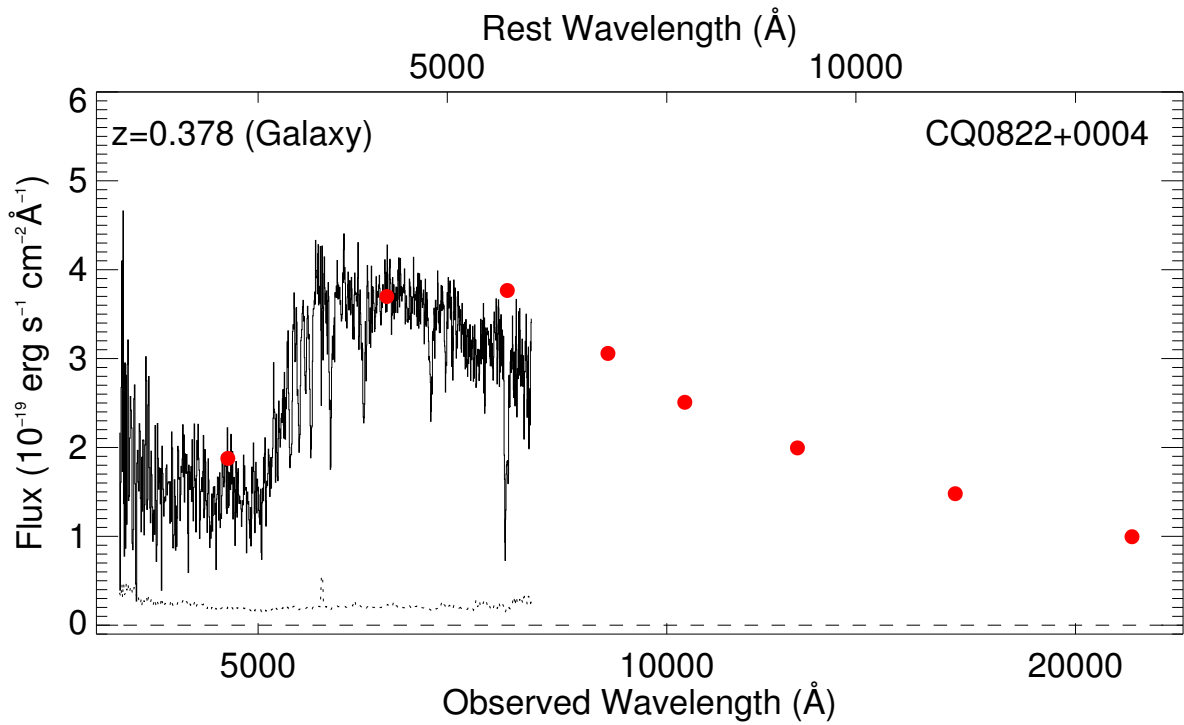 Rest Wavelength (Å)
5000 10000
z=0.378 (Galaxy) CQ0822+0004
6
5
4
3
2
1
0
Flux (10⁻¹⁹ erg s⁻¹ cm⁻²Å⁻¹)
5000 10000 20000
Observed Wavelength (Å)